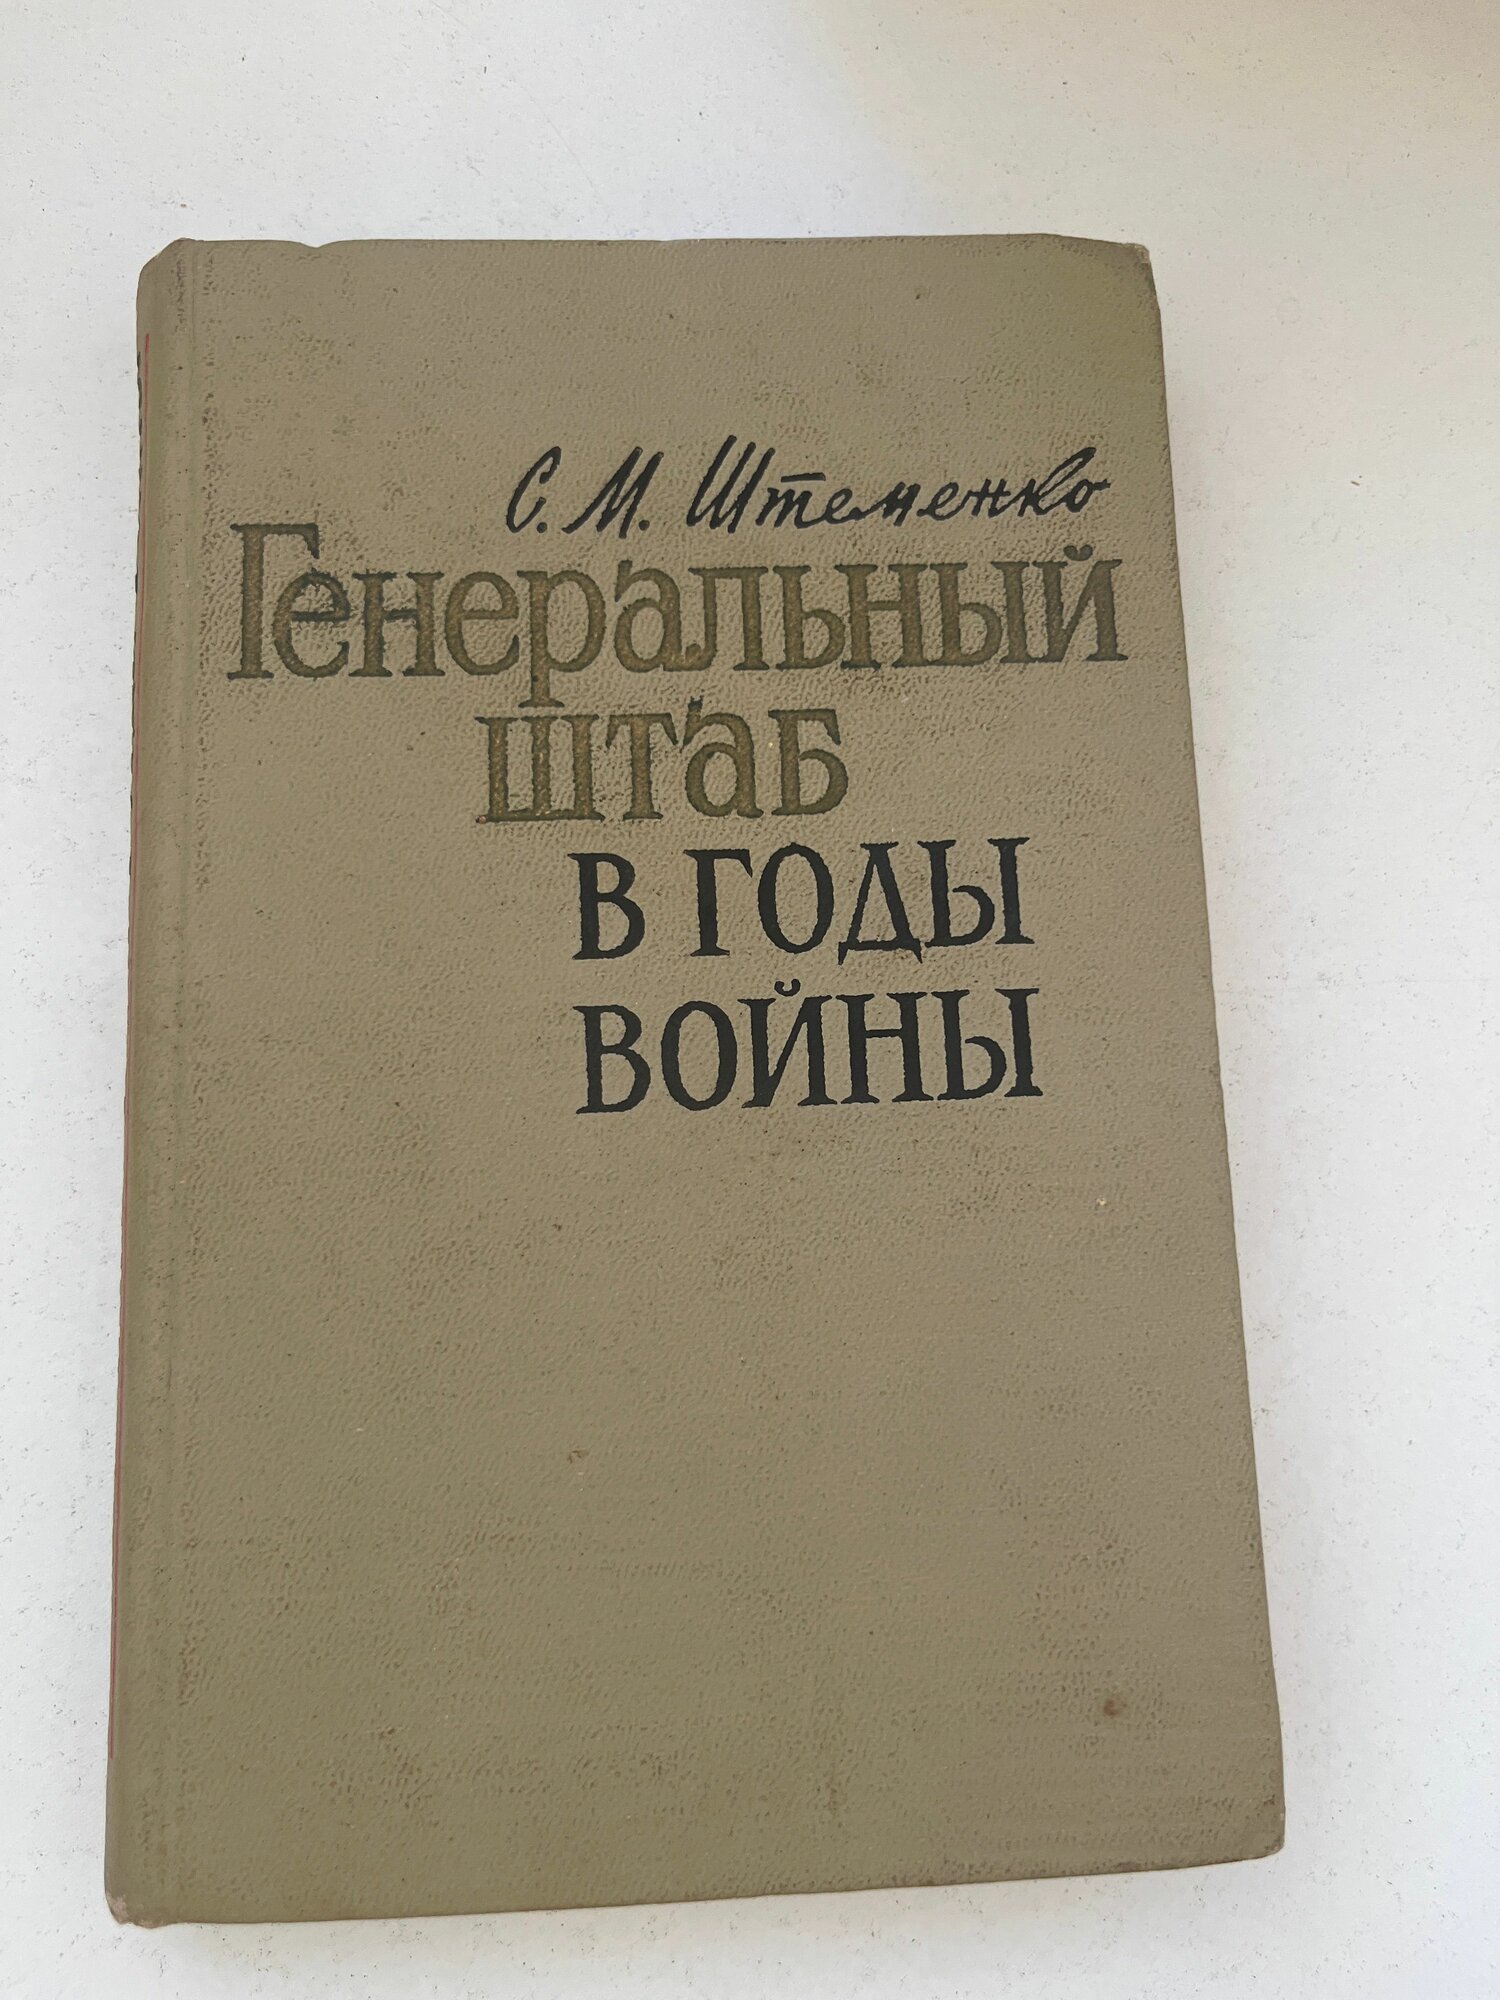 С. М. Штеменко
Генеральный
штаб
в годы
войны